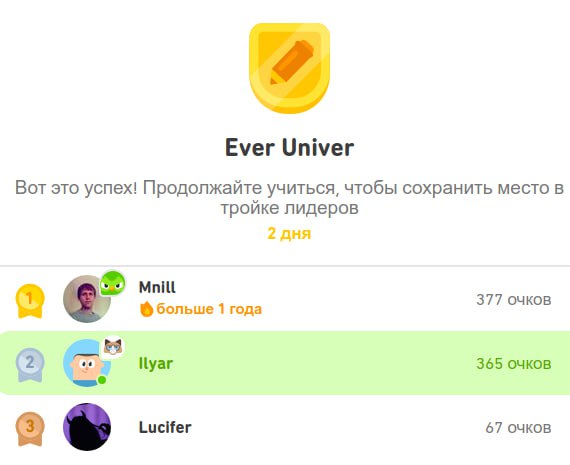 Ever Univer
Вот это успех! Продолжайте учиться, чтобы сохранить место в
тройке лидеров
2 дня
1
Mnill
больше 1 года
377 очков
2
Ilyar
365 очков
3
Lucifer
67 очков